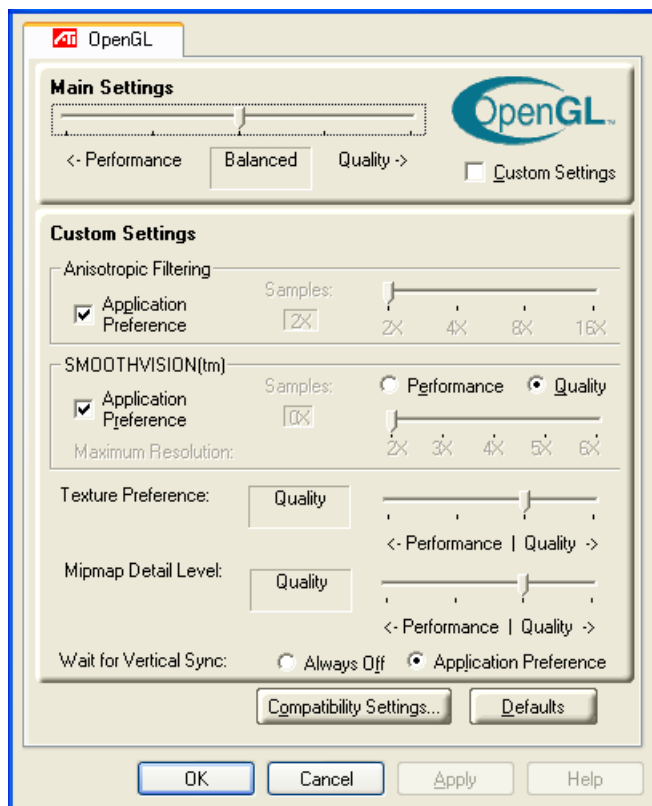 ATI OpenGL
Main Settings
OpenGL™
<- Performance Balanced Quality ->
Custom Settings
Custom Settings
Anisotropic Filtering
Application Preference
Samples:
2X
2X 4X 8X 16X
SMOOTHVISION(tm)
Application Preference
Samples:
0X
Performance Quality
2X 3X 4X 5X 6X
Maximum Resolution:
Texture Preference: Quality
<- Performance | Quality ->
Mipmap Detail Level: Quality
<- Performance | Quality ->
Wait for Vertical Sync: Always Off Application Preference
Compatibility Settings... Defaults
OK Cancel Apply Help